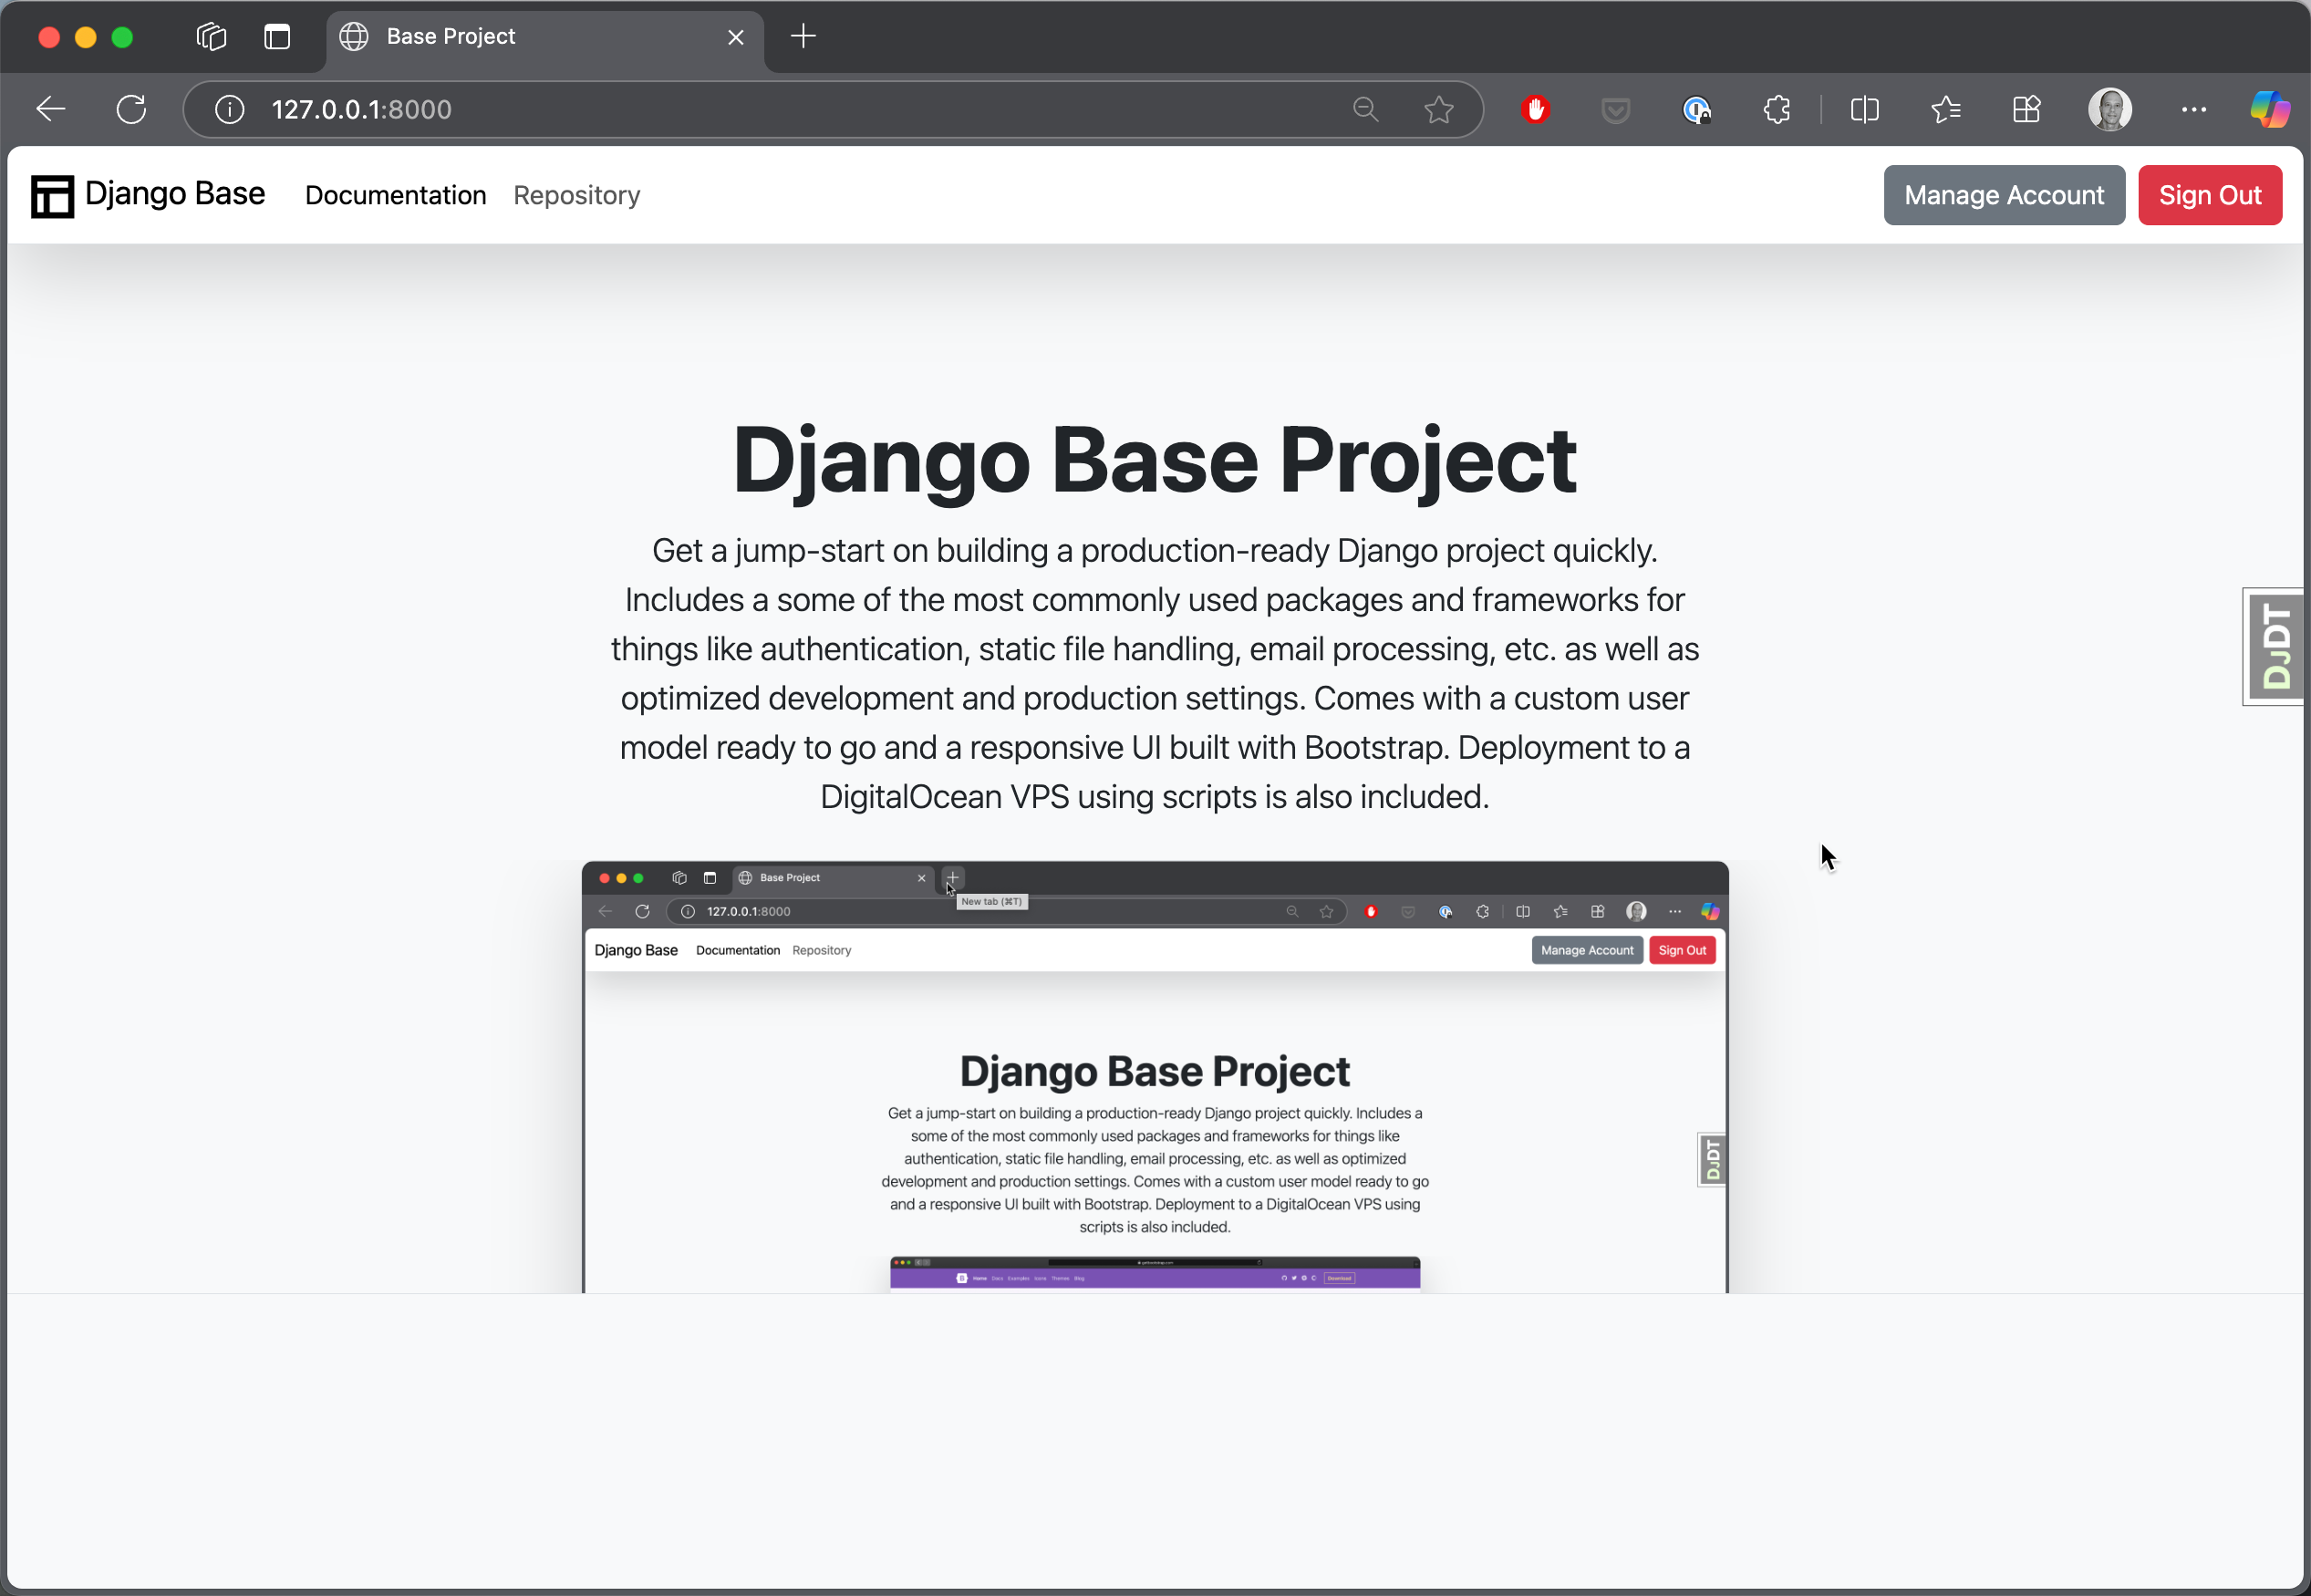 Base Project
127.0.0.1:8000
Django Base Documentation Repository Manage Account Sign Out
Django Base Project
Get a jump-start on building a production-ready Django project quickly.
Includes a some of the most commonly used packages and frameworks for
things like authentication, static file handling, email processing, etc. as well as
optimized development and production settings. Comes with a custom user
model ready to go and a responsive UI built with Bootstrap. Deployment to a
DigitalOcean VPS using scripts is also included.
DJDT
Base Project
New tab (⌘T)
127.0.0.1:8000
Django Base Documentation Repository Manage Account Sign Out
Django Base Project
Get a jump-start on building a production-ready Django project quickly. Includes a
some of the most commonly used packages and frameworks for things like
authentication, static file handling, email processing, etc. as well as optimized
development and production settings. Comes with a custom user model ready to go
and a responsive UI built with Bootstrap. Deployment to a DigitalOcean VPS using
scripts is also included.
DJDT
B Home Docs Examples Icons Themes Blog Download